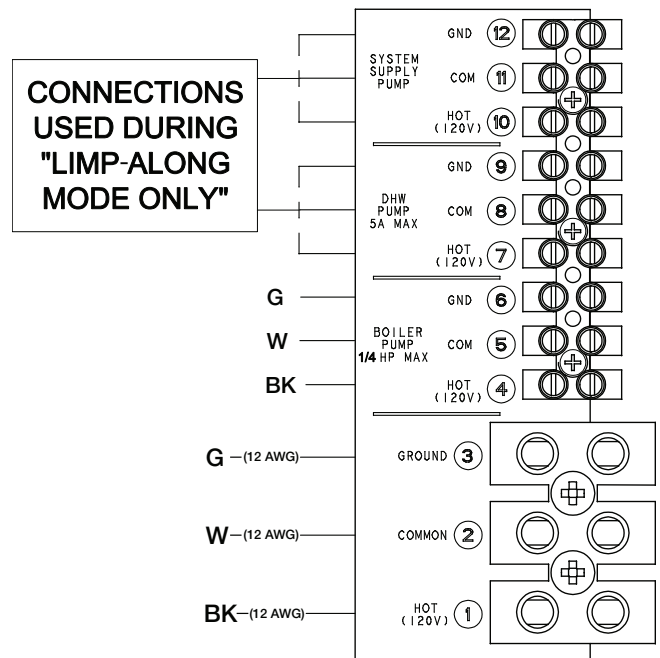 CONNECTIONS
USED DURING
"LIMP-ALONG
MODE ONLY"
SYSTEM
SUPPLY
PUMP
GND 12
COM 11
HOT
(120V) 10
DHW
PUMP
5A MAX
GND 9
COM 8
HOT
(120V) 7
G
W
BK
BOILER
PUMP
1/4 HP MAX
GND 6
COM 5
HOT
(120V) 4
G (12 AWG)
GROUND 3
W (12 AWG)
COMMON 2
BK (12 AWG)
HOT
(120V) 1